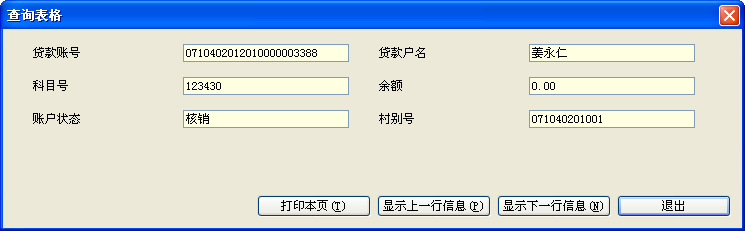 查询表格
贷款账号 0710402012010000003388 贷款户名 姜永仁
科目号 123430 余额 0.00
账户状态 核销 村别号 071040201001
打印本页(T) 显示上一行信息(P) 显示下一行信息(N) 退出